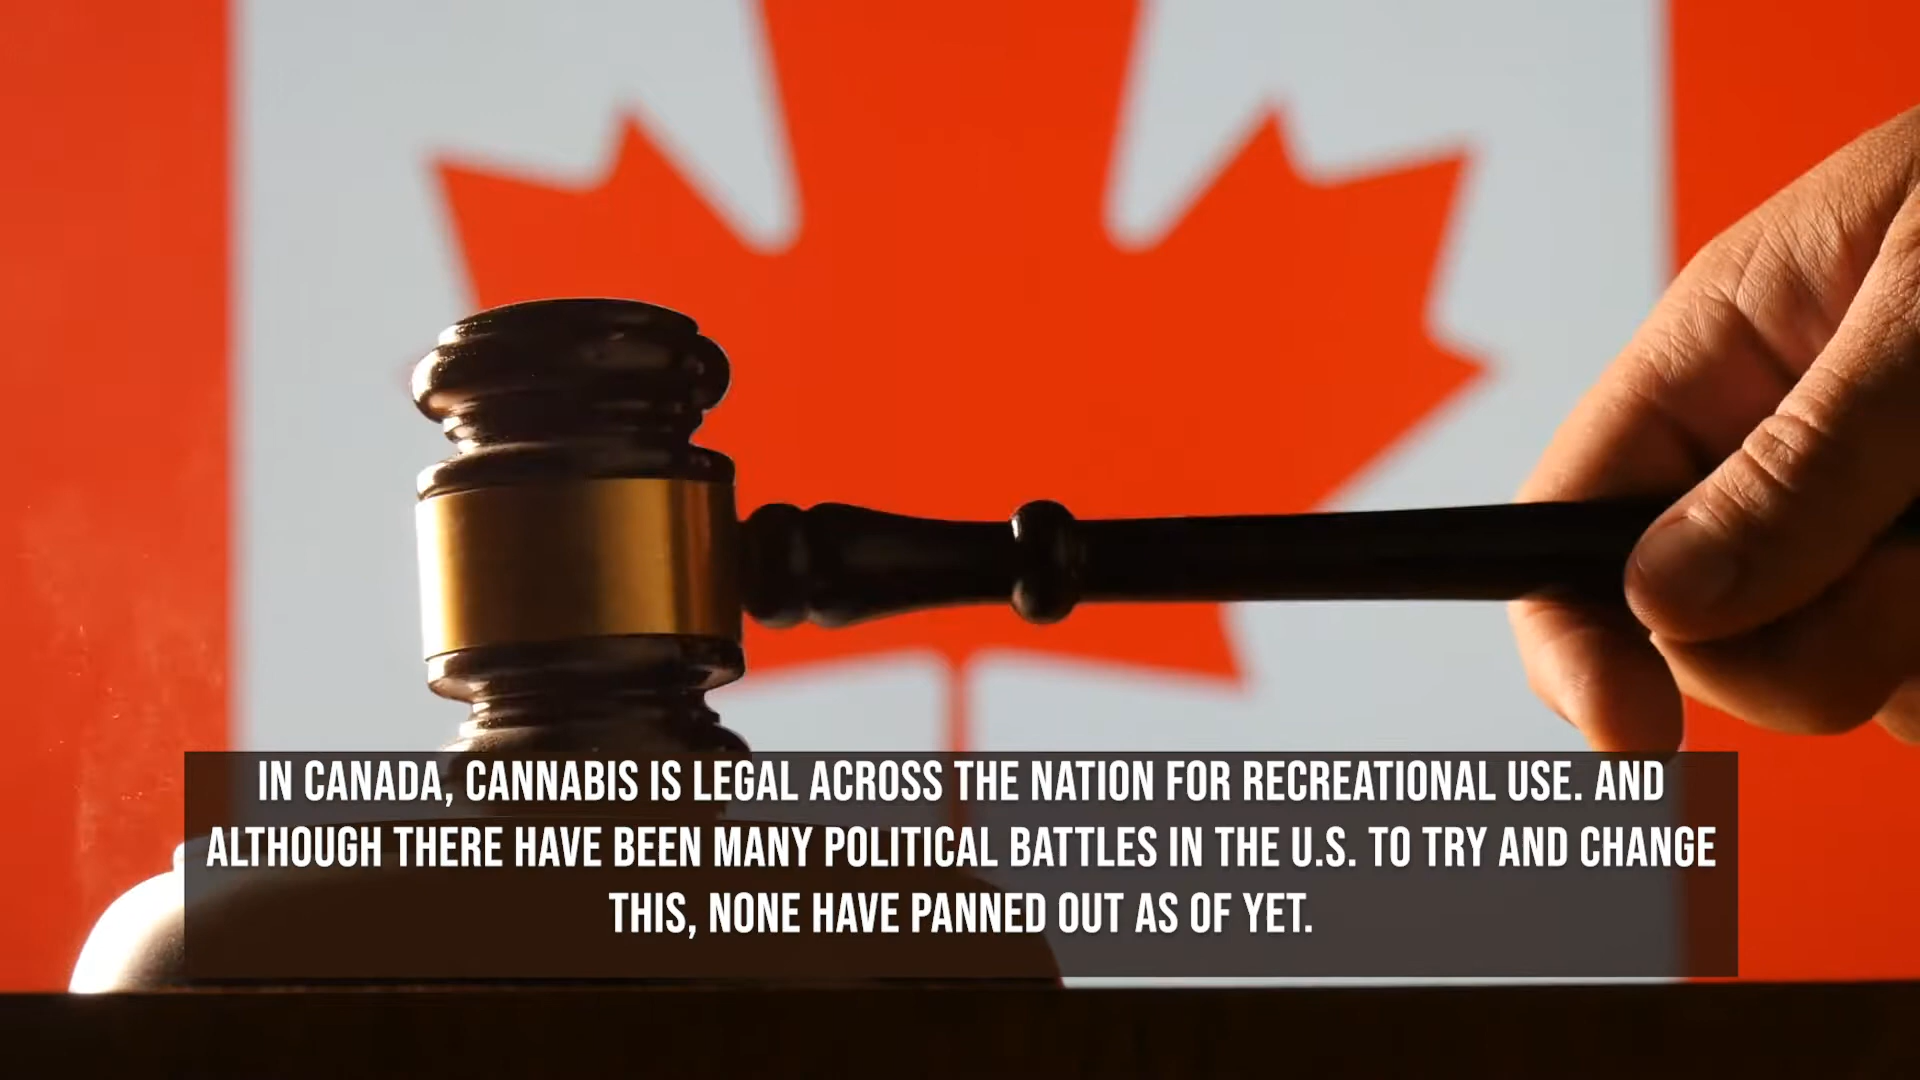 IN CANADA, CANNABIS IS LEGAL ACROSS THE NATION FOR RECREATIONAL USE. AND
ALTHOUGH THERE HAVE BEEN MANY POLITICAL BATTLES IN THE U.S. TO TRY AND CHANGE
THIS, NONE HAVE PANNED OUT AS OF YET.